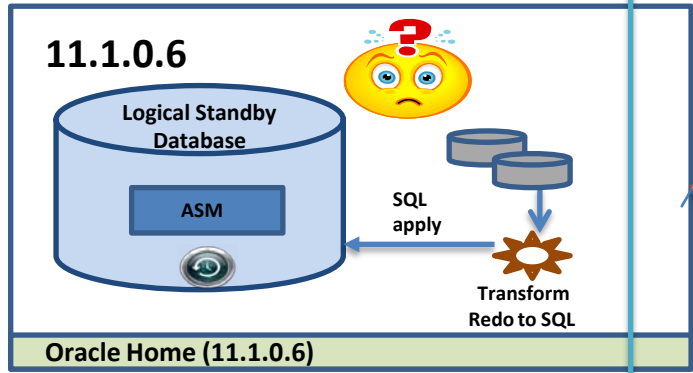 11.1.0.6
?
Logical Standby
Database
ASM
SQL
apply
Transform
Redo to SQL
Oracle Home (11.1.0.6)